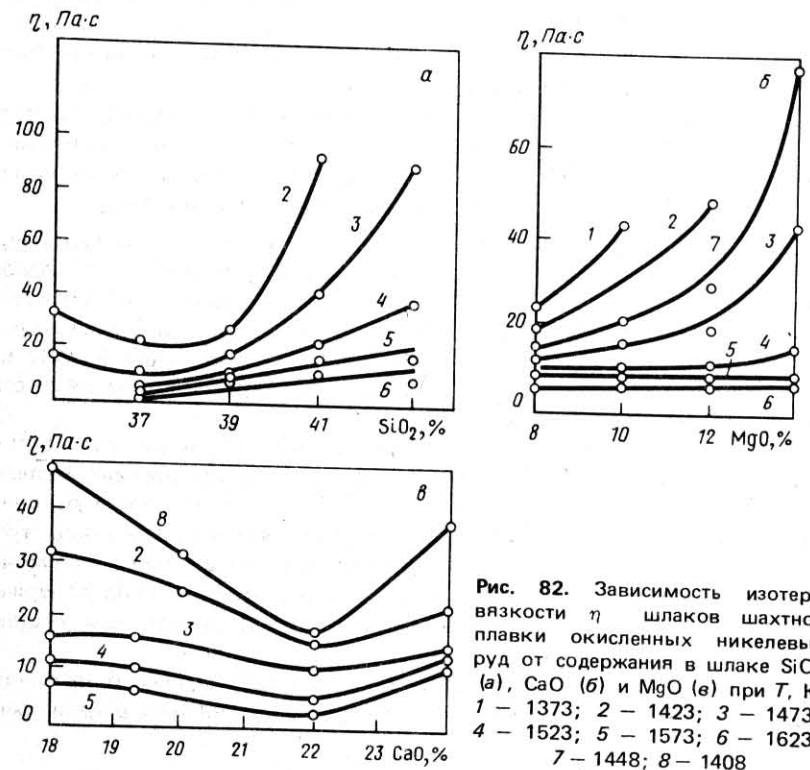 η, Па·с
а
100
80
60
40
20
0
2
3
4
5
6
37
39
41
SiO₂, %
η, Па·с
б
60
40
20
0
1
2
7
3
4
5
6
8
10
12
MgO, %
η, Па·с
в
40
30
20
10
0
8
2
3
4
5
18
19
20
21
22
23
CaO, %
Рис. 82. Зависимость изотер
вязкости η шлаков шахтно
плавки окисленных никелевы
руд от содержания в шлаке SiO
(а), CaO (б) и MgO (в) при T, К
1 – 1373; 2 – 1423; 3 – 1473
4 – 1523; 5 – 1573; 6 – 1623
7 – 1448; 8 – 1408